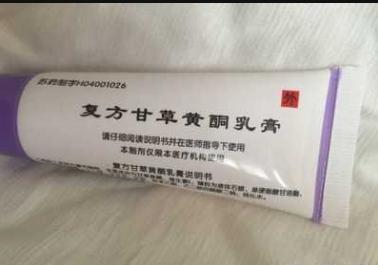 苏药制字H04001026
外
复方甘草黄酮乳膏
请仔细阅读说明书并在医师指导下使用
本制剂仅限本医疗机构使用
复方甘草黄酮乳膏说明书